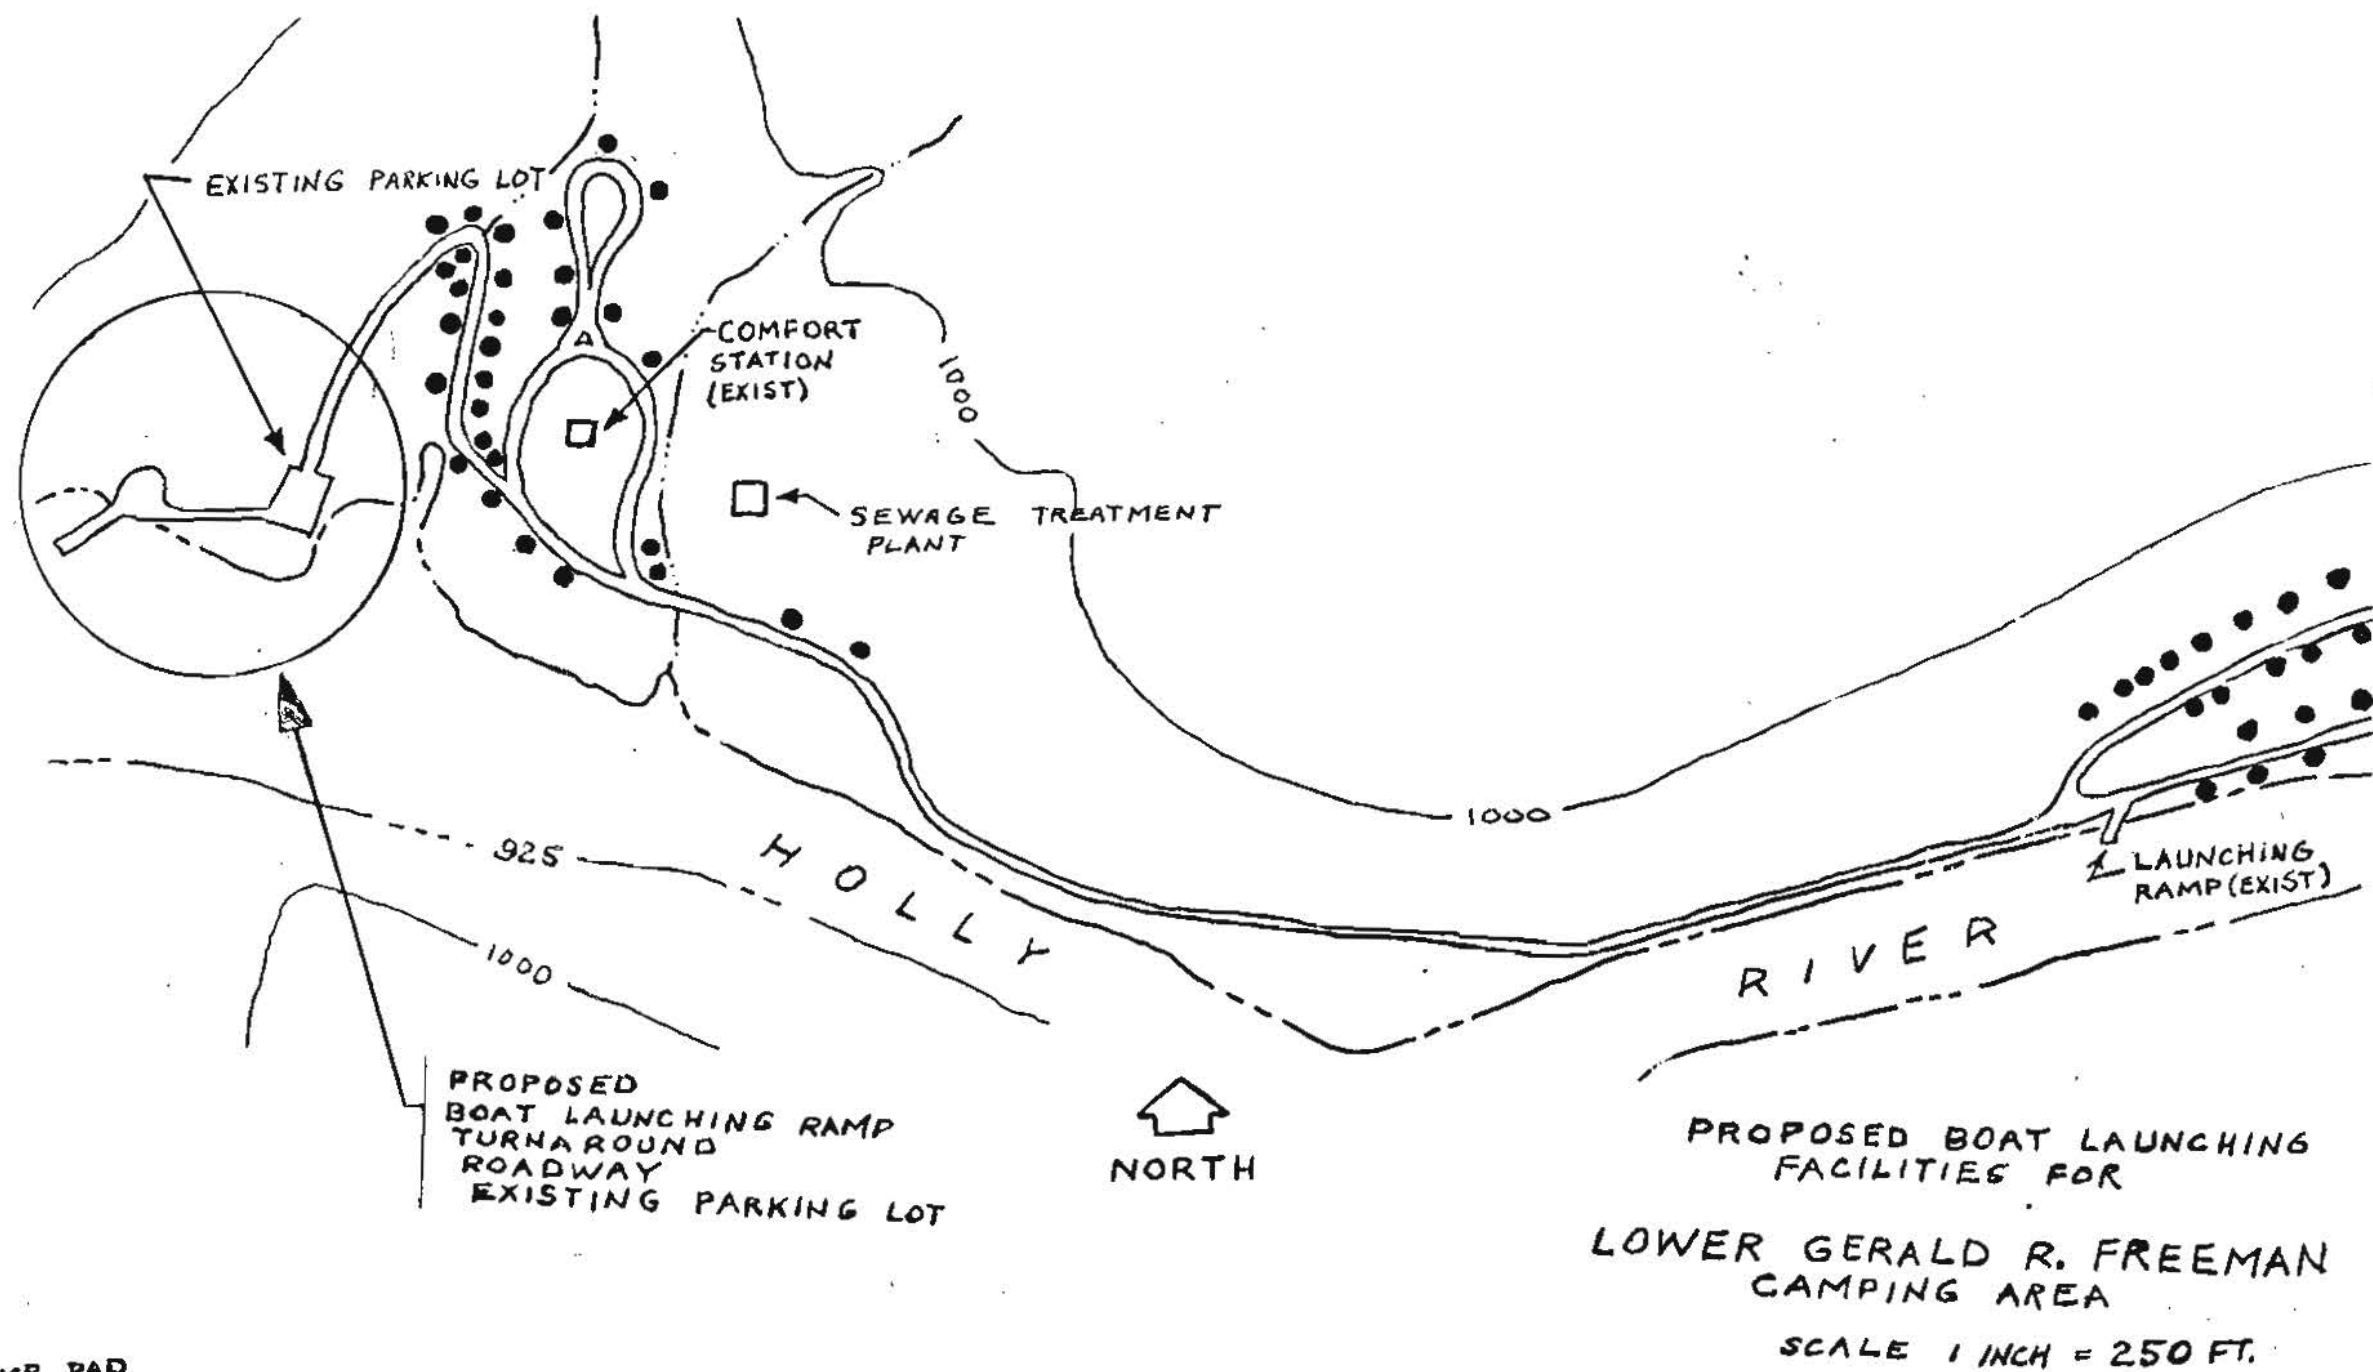 EXISTING PARKING LOT
COMFORT
STATION
(EXIST)
1000
SEWAGE TREATMENT
PLANT
1000
925
HOLLY
1000
LAUNCHING
RAMP (EXIST)
RIVER
PROPOSED
BOAT LAUNCHING RAMP
TURNAROUND
ROADWAY
EXISTING PARKING LOT
NORTH
PROPOSED BOAT LAUNCHING
FACILITIES FOR
LOWER GERALD R. FREEMAN
CAMPING AREA
SCALE 1 INCH = 250 FT.
PAD